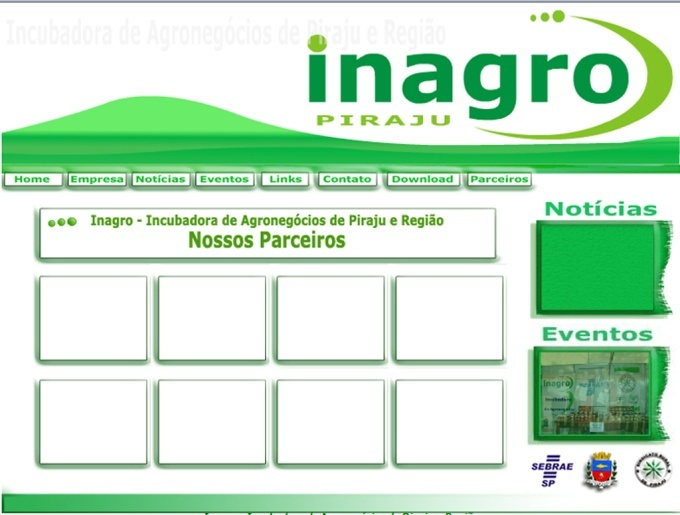 Incubadora de Agronegócios de Piraju e Região
inagro
PIRAJU
Home Empresa Notícias Eventos Links Contato Download Parceiros
Inagro - Incubadora de Agronegócios de Piraju e Região
Nossos Parceiros
Notícias
Eventos
inagro
SEBRAE
SP